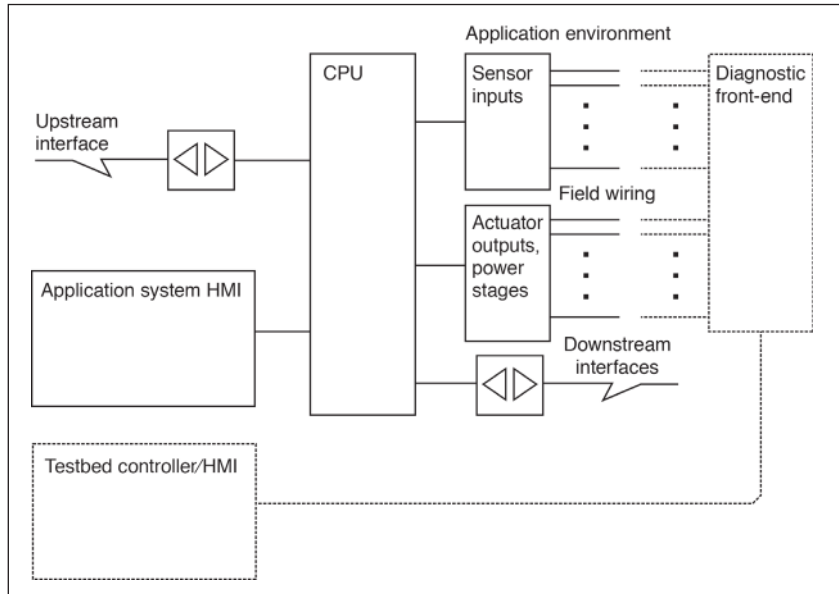 Application environment
CPU
Sensor
inputs
Diagnostic
front-end
Upstream
interface
Field wiring
Actuator
outputs,
power
stages
Application system HMI
Downstream
interfaces
Testbed controller/HMI